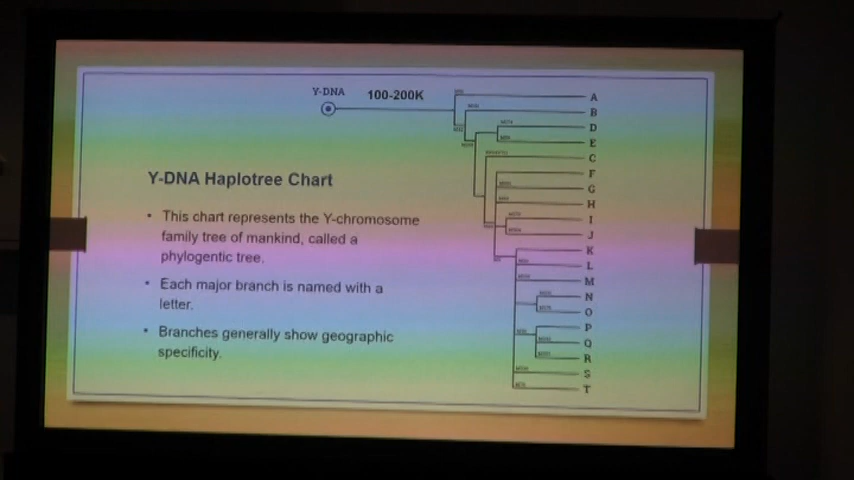 Y-DNA 100-200K
Y-DNA Haplotree Chart
• This chart represents the Y-chromosome
family tree of mankind, called a
phylogentic tree.
• Each major branch is named with a
letter.
• Branches generally show geographic
specificity.
A
B
D
E
C
F
G
H
I
J
K
L
M
N
O
P
Q
R
S
T